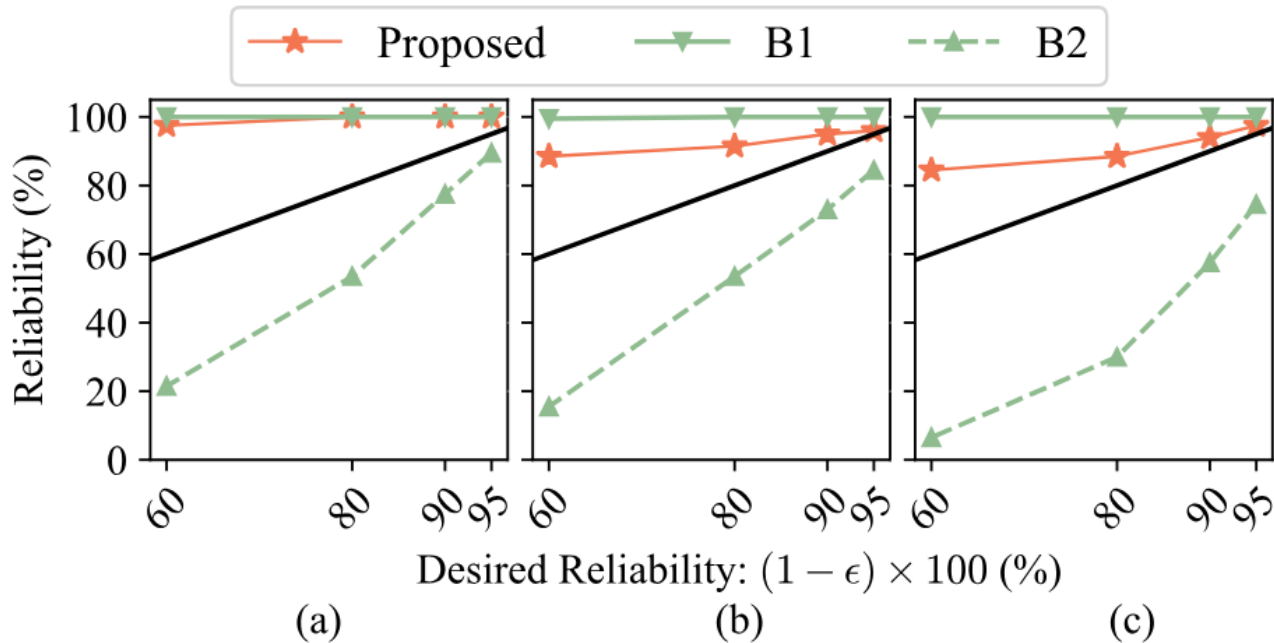 Proposed B1 B2
Reliability (%)
100
80
60
40
20
0
60 80 90 95 60 80 90 95 60 80 90 95
Desired Reliability: (1 − ϵ) × 100 (%)
(a) (b) (c)